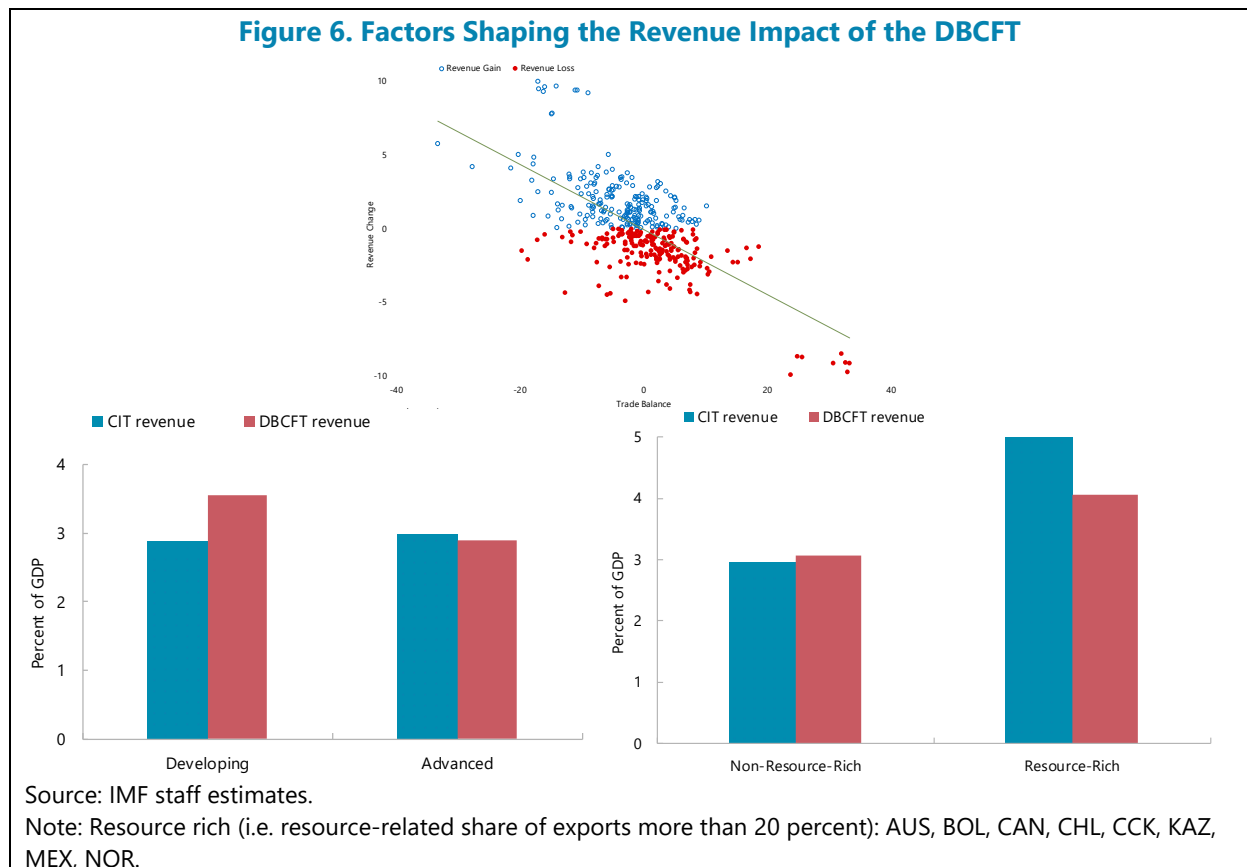 Figure 6. Factors Shaping the Revenue Impact of the DBCFT
Revenue Gain Revenue Loss
10
5
0
-5
-10
Revenue Change
-40 -20 0 20 40
Trade Balance
CIT revenue DBCFT revenue
4
3
2
1
0
Percent of GDP
Developing Advanced
CIT revenue DBCFT revenue
5
4
3
2
1
0
Percent of GDP
Non-Resource-Rich Resource-Rich
Source: IMF staff estimates.
Note: Resource rich (i.e. resource-related share of exports more than 20 percent): AUS, BOL, CAN, CHL, CCK, KAZ,
MEX, NOR.